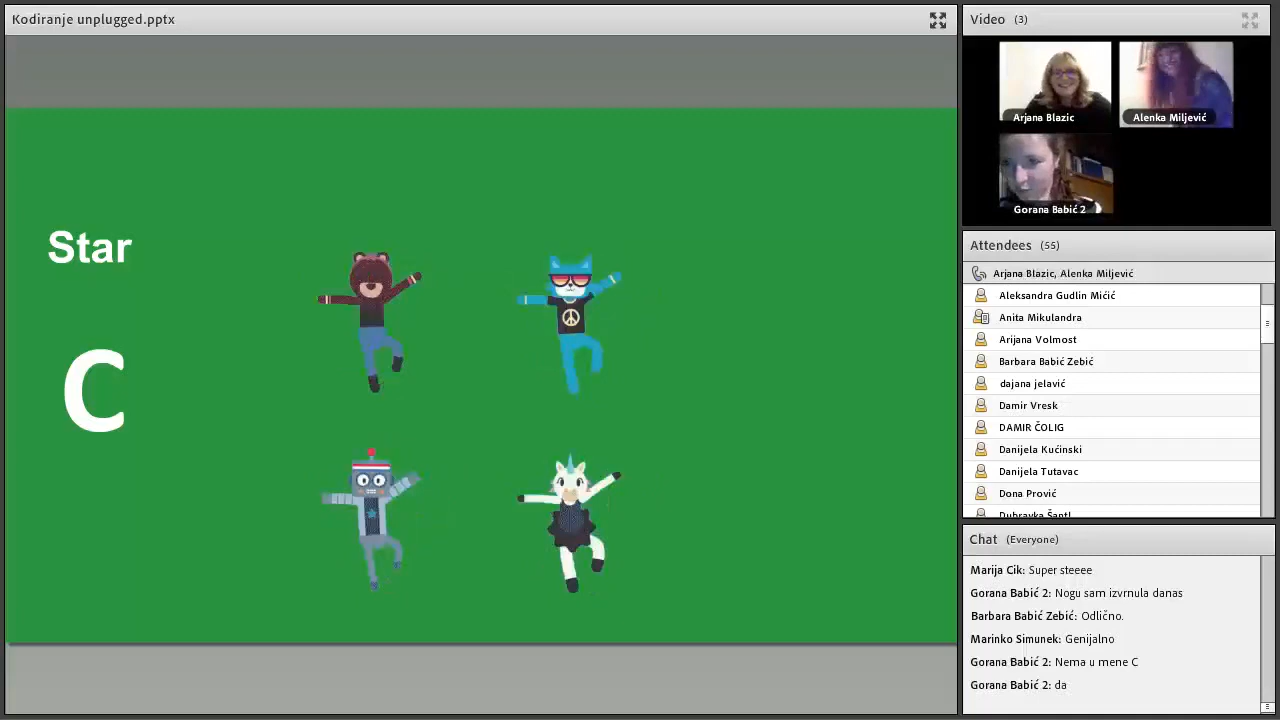 Kodiranje unplugged.pptx
Star
C
Video (3)
Arjana Blazic
Alenka Miljević
Gorana Babić 2
Attendees (55)
Arjana Blazic, Alenka Miljević
Aleksandra Gudlin Mićić
Anita Mikulandra
Arijana Volmost
Barbara Babić Zebić
dajana jelavić
Damir Vresk
DAMIR ČOLIG
Danijela Kućinski
Danijela Tutavac
Dona Prović
Dubravka Šantl
Chat (Everyone)
Marija Cik: Super steeee
Gorana Babić 2: Nogu sam izvrnula danas
Barbara Babić Zebić: Odlično.
Marinko Simunek: Genijalno
Gorana Babić 2: Nema u mene C
Gorana Babić 2: da